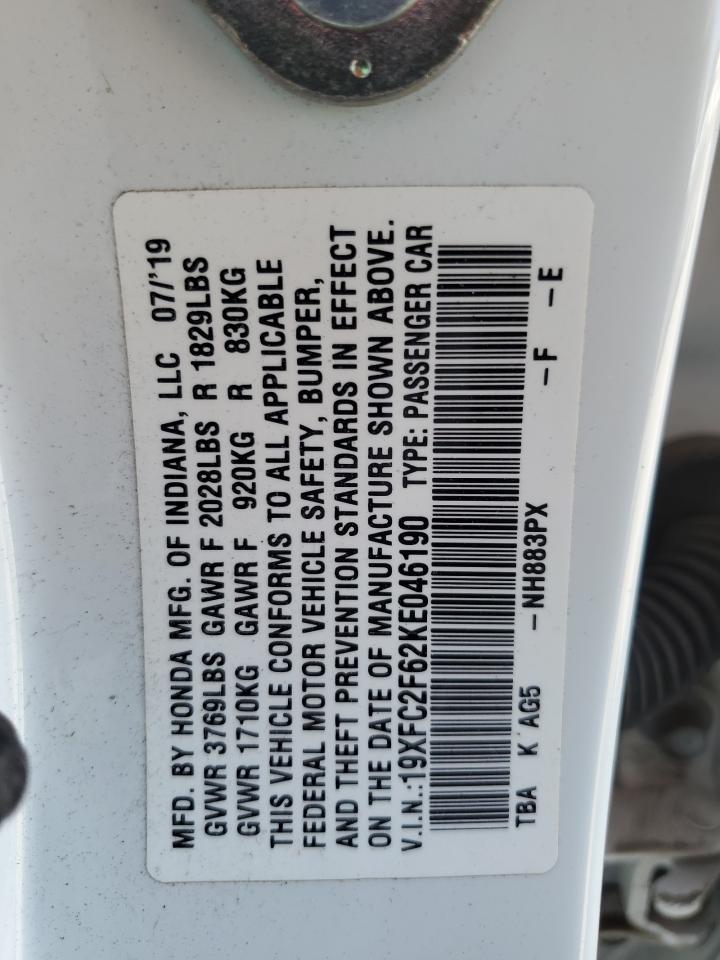 MFD. BY HONDA MFG. OF INDIANA, LLC 07/'19
GVWR 3769LBS GAWR F 2028LBS R 1829LBS
GVWR 1710KG GAWR F 920KG R 830KG
THIS VEHICLE CONFORMS TO ALL APPLICABLE
FEDERAL MOTOR VEHICLE SAFETY, BUMPER,
AND THEFT PREVENTION STANDARDS IN EFFECT
ON THE DATE OF MANUFACTURE SHOWN ABOVE.
V.I.N.:19XFC2F62KE046190 TYPE: PASSENGER CAR
TBA K AG5 -NH883PX -F -E